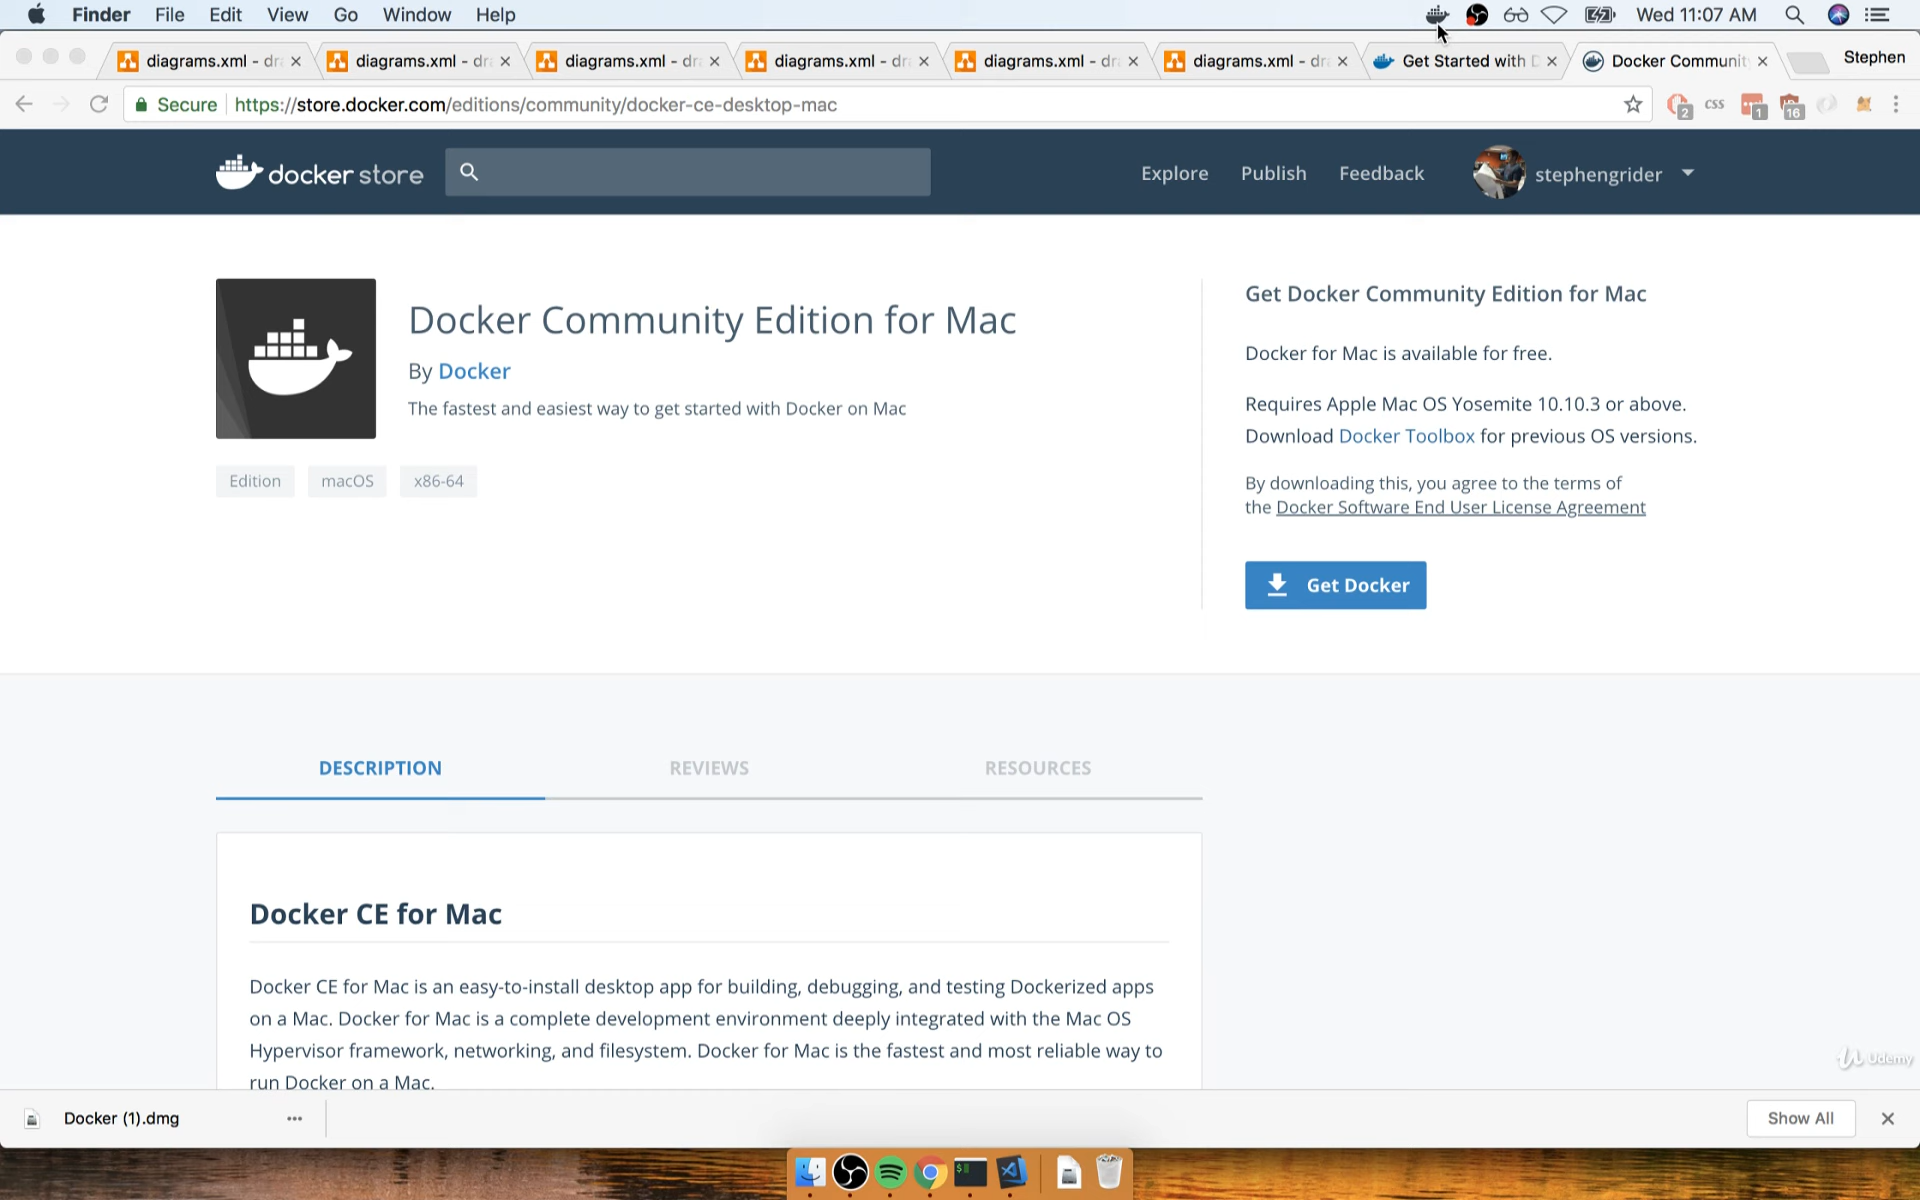 Finder File Edit View Go Window Help Wed 11:07 AM
diagrams.xml - dr diagrams.xml - dr diagrams.xml - dr diagrams.xml - dr diagrams.xml - dr diagrams.xml - dr Get Started with D Docker Communit Stephen
Secure https://store.docker.com/editions/community/docker-ce-desktop-mac 2 CSS 1 16
docker store Explore Publish Feedback stephengrider
Docker Community Edition for Mac
By Docker
The fastest and easiest way to get started with Docker on Mac
Edition macOS x86-64
Get Docker Community Edition for Mac
Docker for Mac is available for free.
Requires Apple Mac OS Yosemite 10.10.3 or above.
Download Docker Toolbox for previous OS versions.
By downloading this, you agree to the terms of
the Docker Software End User License Agreement
Get Docker
DESCRIPTION REVIEWS RESOURCES
Docker CE for Mac
Docker CE for Mac is an easy-to-install desktop app for building, debugging, and testing Dockerized apps
on a Mac. Docker for Mac is a complete development environment deeply integrated with the Mac OS
Hypervisor framework, networking, and filesystem. Docker for Mac is the fastest and most reliable way to
run Docker on a Mac.
Udemy
Docker (1).dmg Show All